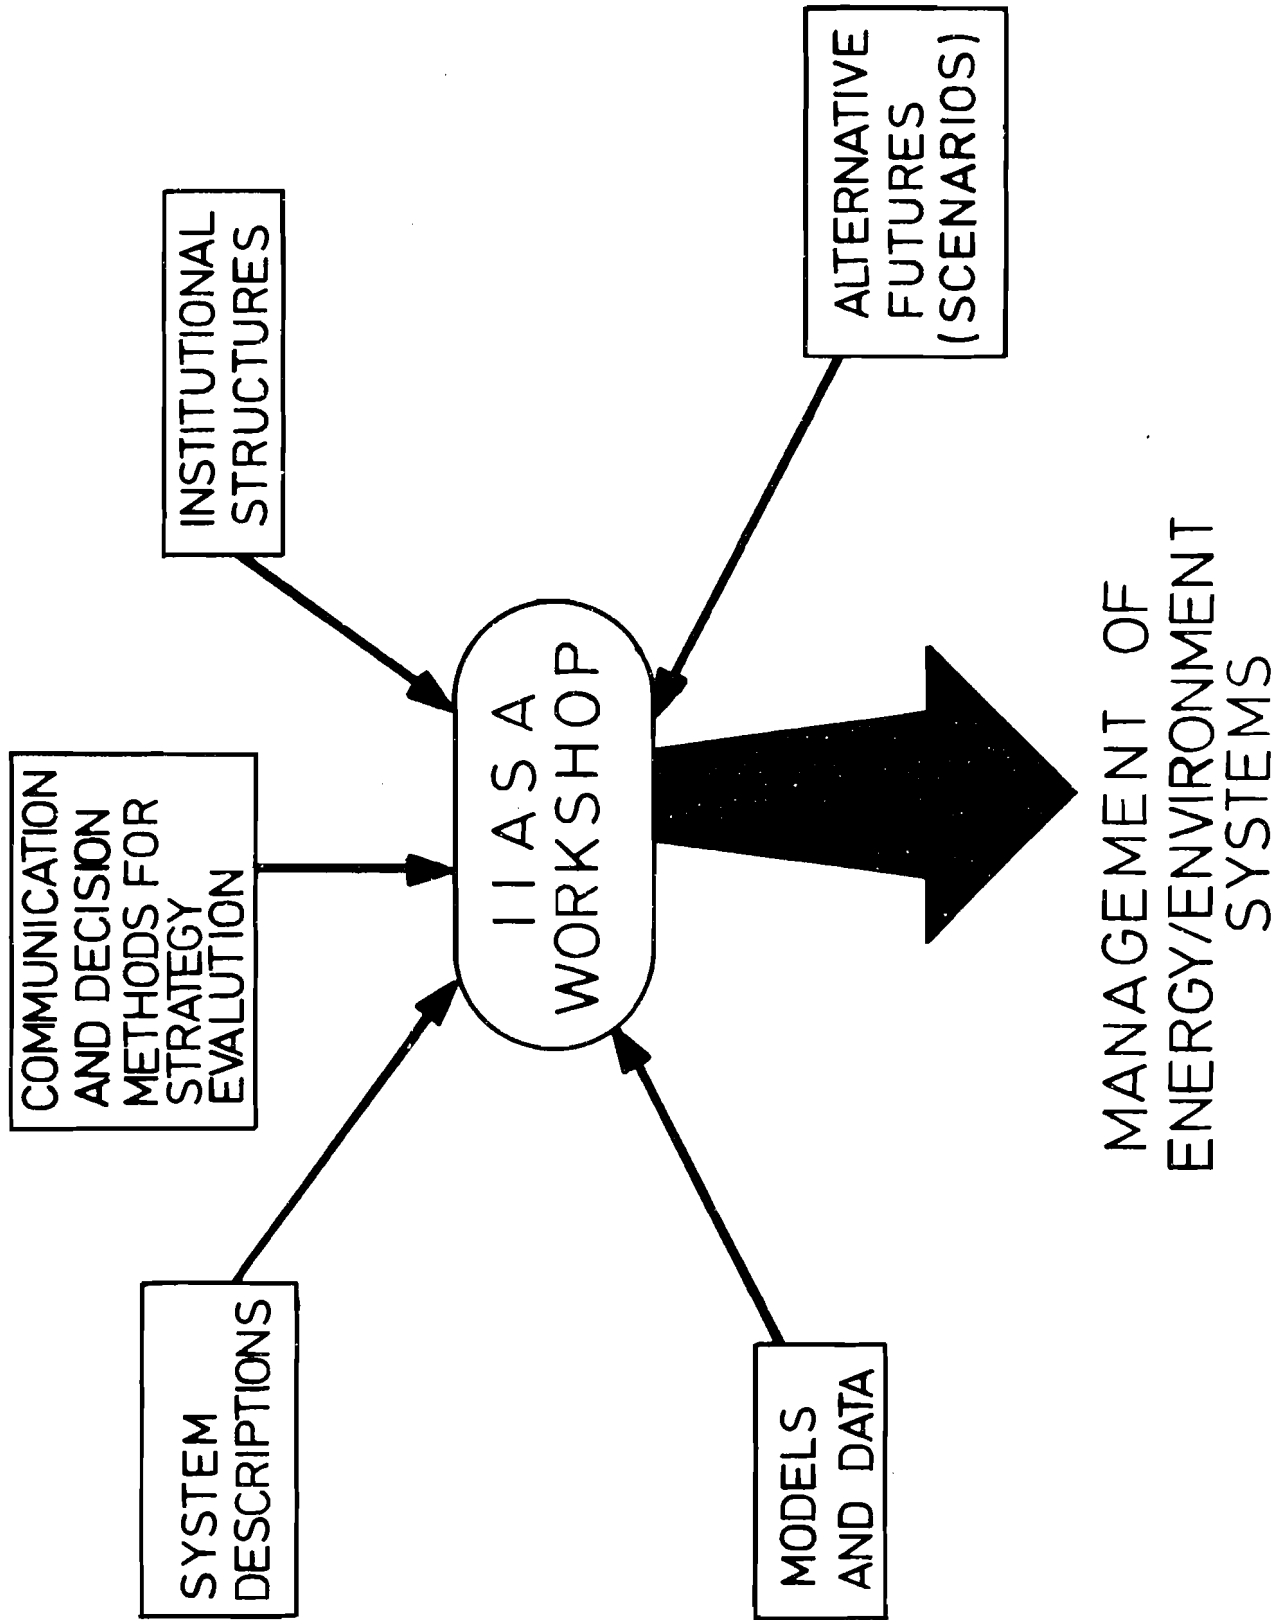 COMMUNICATION
AND DECISION
METHODS FOR
STRATEGY
EVALUTION
SYSTEM
DESCRIPTIONS
INSTITUTIONAL
STRUCTURES
IIASA
WORKSHOP
MODELS
AND DATA
ALTERNATIVE
FUTURES
(SCENARIOS)
MANAGEMENT OF
ENERGY/ENVIRONMENT
SYSTEMS